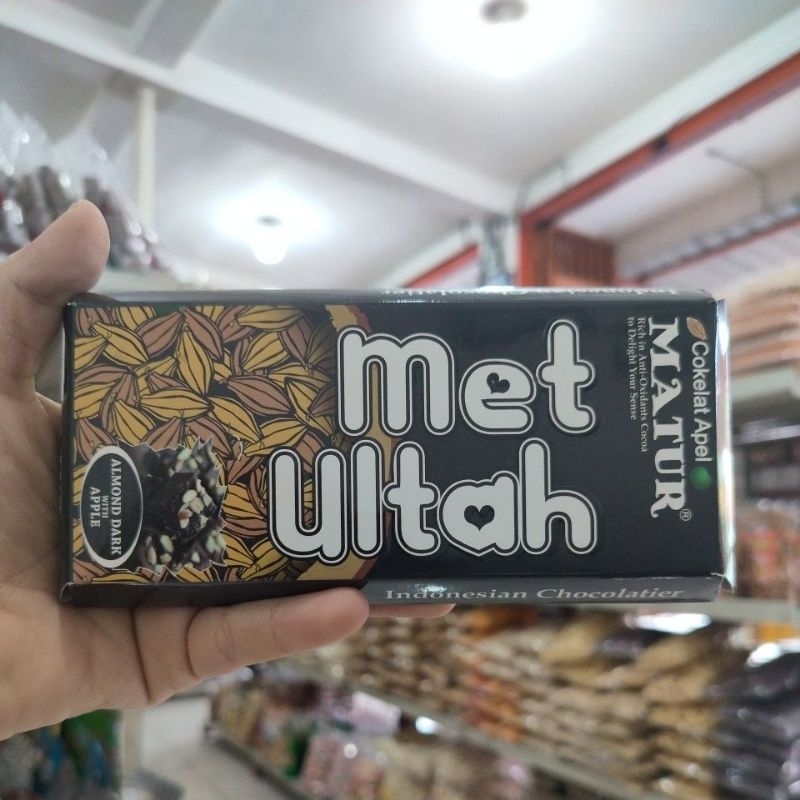 met
ultah
Cokelat Apel
MATUR®
Rich in Anti-Oxidants Cocoa
to Delight Your Sense
ALMOND DARK
WITH
APPLE
Indonesian Chocolatier